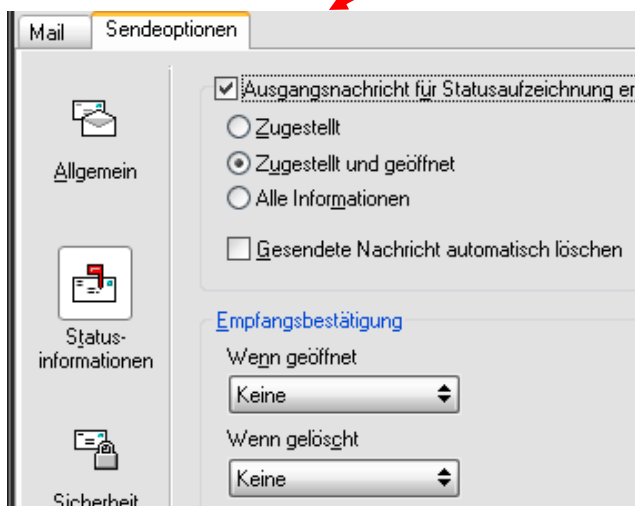 Mail
Sendeoptionen
Ausgangsnachricht für Statusaufzeichnung
Zugestellt
Allgemein
Zugestellt und geöffnet
Alle Informationen
Gesendete Nachricht automatisch löschen
Status-
informationen
Empfangsbestätigung
Wenn geöffnet
Keine
Wenn gelöscht
Keine
Sicherheit